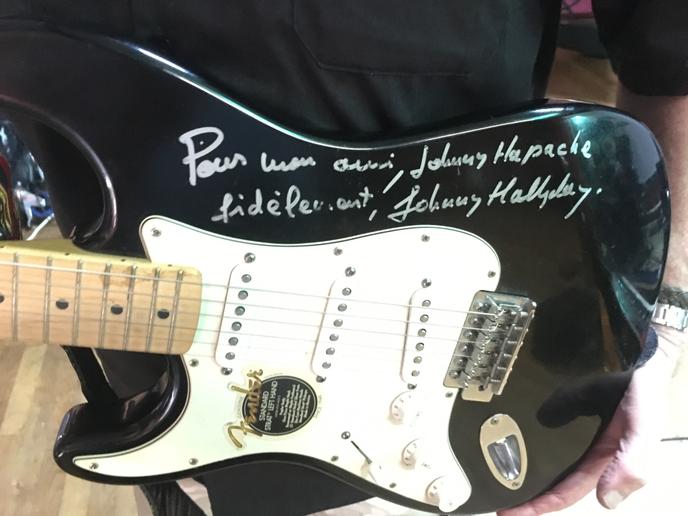 Pour mon ami, Johnny Hapache
fidèlement, Johnny Hallyday.
Fender
STANDARD
STRAT LEFT HAND